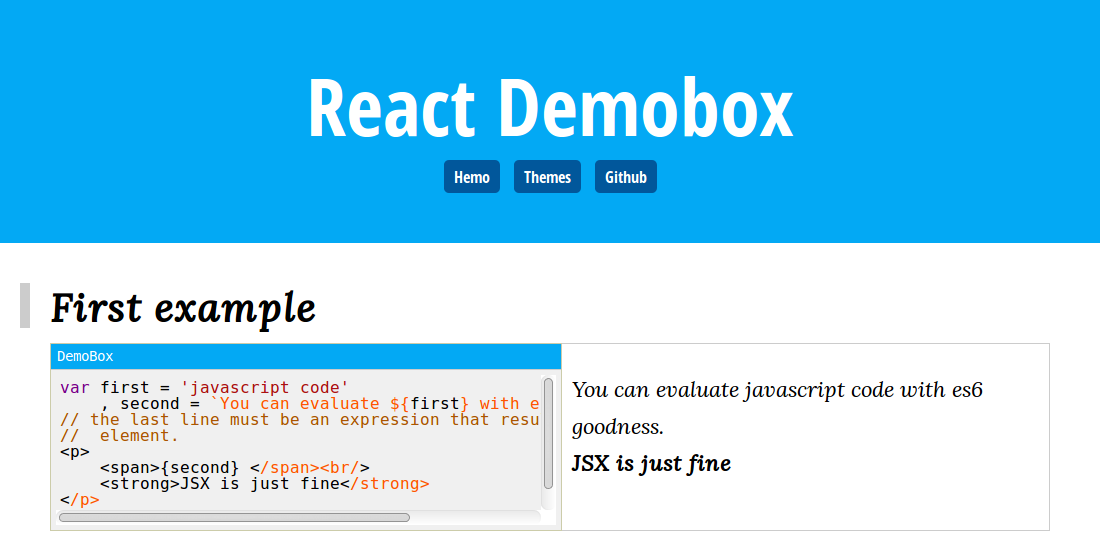 React Demobox
Hemo Themes Github
First example
DemoBox
var first = 'javascript code'
    , second = `You can evaluate ${first} with e
// the last line must be an expression that resu
//  element.
<p>
    <span>{second} </span><br/>
    <strong>JSX is just fine</strong>
</p>
You can evaluate javascript code with es6
goodness.
JSX is just fine